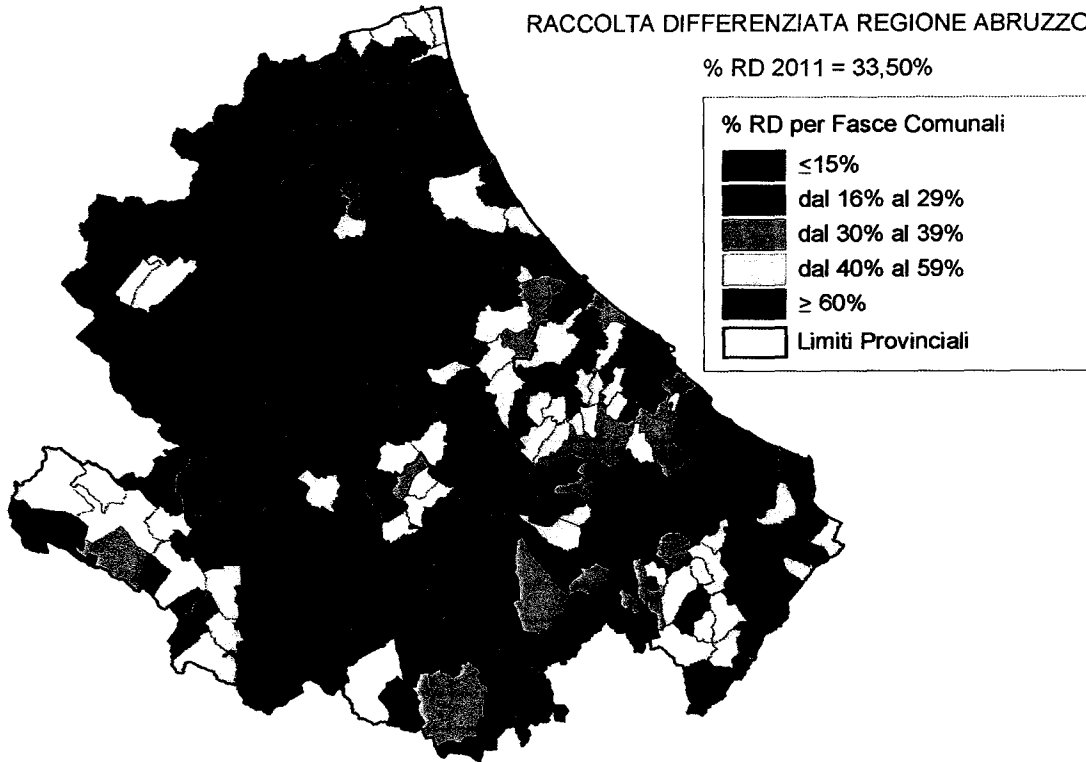 RACCOLTA DIFFERENZIATA REGIONE ABRUZZO
% RD 2011 = 33,50%
% RD per Fasce Comunali
≤15%
dal 16% al 29%
dal 30% al 39%
dal 40% al 59%
≥ 60%
Limiti Provinciali